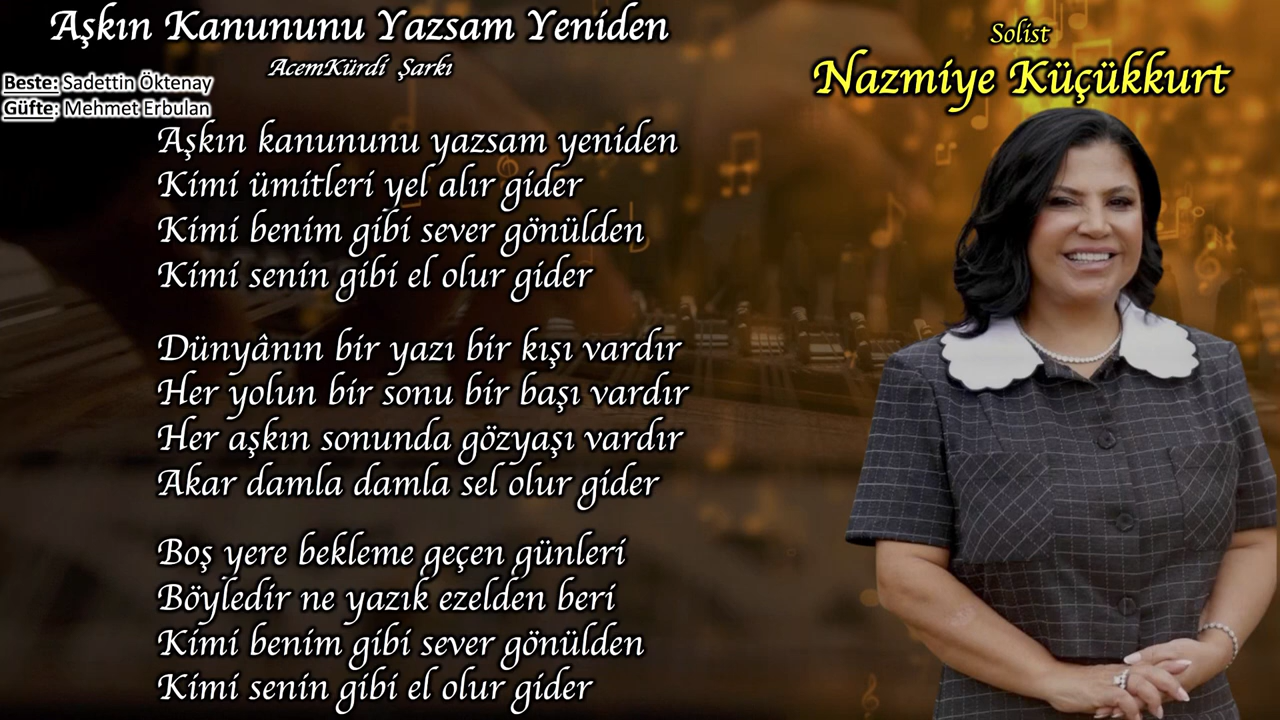 Aşkın Kanununu Yazsam Yeniden
AcemKürdi Şarkı
Beste: Sadettin Öktenay
Güfte: Mehmet Erbulan
Solist
Nazmiye Küçükkurt
Aşkın kanununu yazsam yeniden
Kimi ümitleri yel alır gider
Kimi benim gibi sever gönülden
Kimi senin gibi el olur gider
Dünyânın bir yazı bir kışı vardır
Her yolun bir sonu bir başı vardır
Her aşkın sonunda gözyaşı vardır
Akar damla damla sel olur gider
Boş yere bekleme geçen günleri
Böyledir ne yazık ezelden beri
Kimi benim gibi sever gönülden
Kimi senin gibi el olur gider